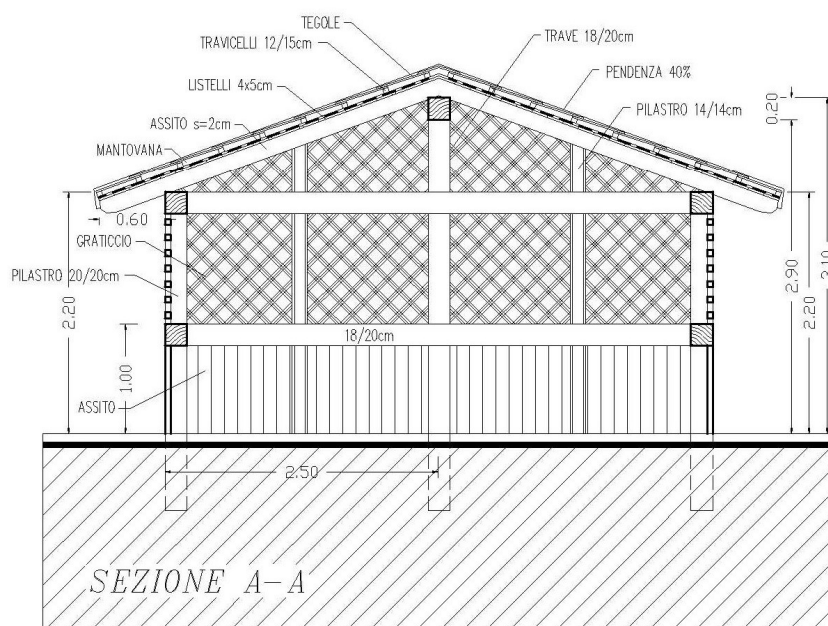 TEGOLE
TRAVICELLI 12/15cm
TRAVE 18/20cm
LISTELLI 4x5cm
PENDENZA 40%
ASSITO s=2cm
PILASTRO 14/14cm
0.20
MANTOVANA
0.60
GRATICCIO
PILASTRO 20/20cm
2.20
2.90
2.20
3.10
18/20cm
1.00
ASSITO
2.50
SEZIONE A-A